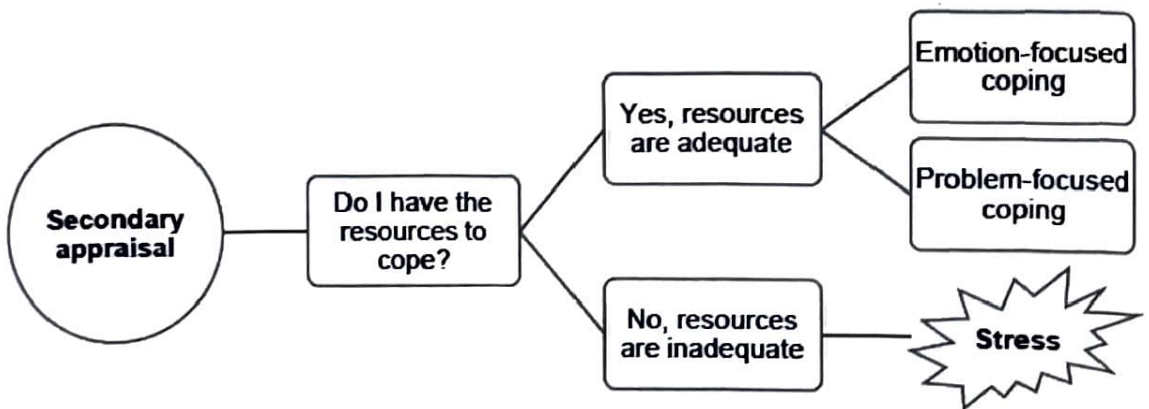 Secondary
appraisal
Do I have the
resources to
cope?
Yes, resources
are adequate
No, resources
are inadequate
Emotion-focused
coping
Problem-focused
coping
Stress